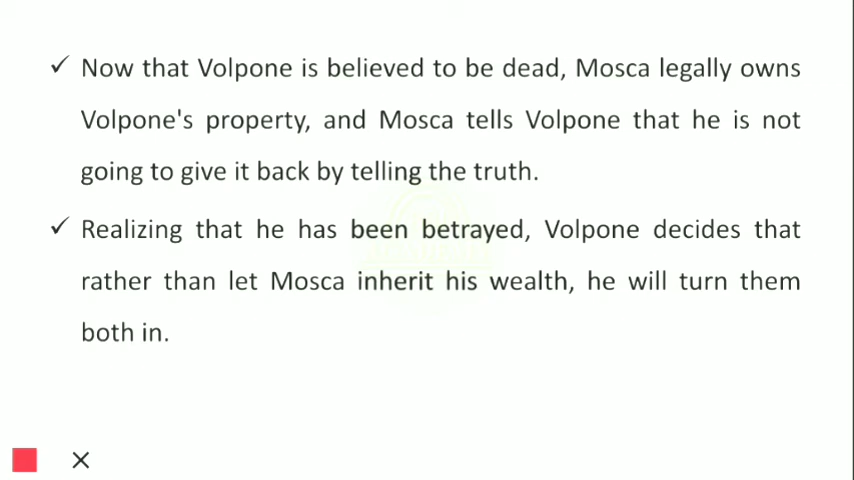 ✓ Now that Volpone is believed to be dead, Mosca legally owns
Volpone's property, and Mosca tells Volpone that he is not
going to give it back by telling the truth.
✓ Realizing that he has been betrayed, Volpone decides that
rather than let Mosca inherit his wealth, he will turn them
both in.